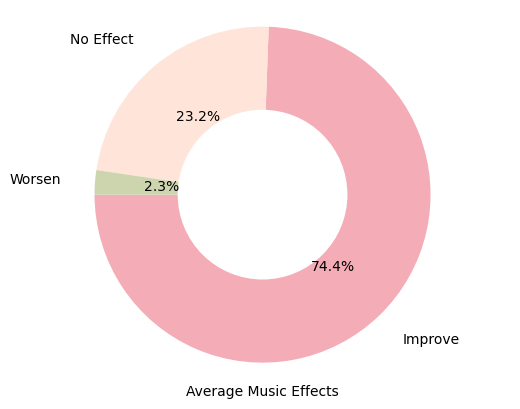 No Effect
23.2%
Worsen
2.3%
74.4%
Improve
Average Music Effects